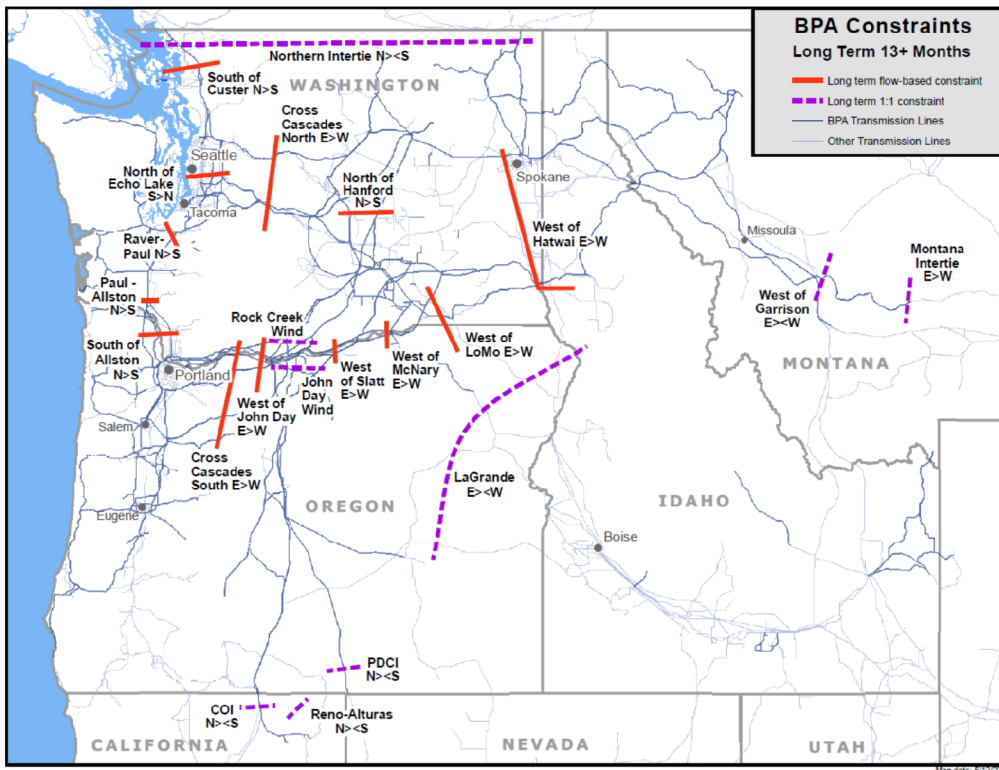 BPA Constraints
Long Term 13+ Months
Long term flow-based constraint
Long term 1:1 constraint
BPA Transmission Lines
Other Transmission Lines
Northern Intertie N><S
South of
Custer N>S
WASHINGTON
Cross
Cascades
North E>W
Seattle
North of
Echo Lake
S>N
Tacoma
North of
Hanford
N>S
Spokane
Raver-
Paul N>S
West of
Hatwai E>W
Missoula
Montana
Intertie
E>W
West of
Garrison
E><W
MONTANA
Paul -
Allston
N>S
South of
Allston
N>S
Rock Creek
Wind
Portland
West of
John Day
E>W
John
Day
Wind
West
of Slatt
E>W
West of
McNary
E>W
West of
LoMo E>W
Salem
Cross
Cascades
South E>W
LaGrande
E><W
OREGON
IDAHO
Eugene
Boise
PDCI
N><S
COI
N><S
Reno-Alturas
N><S
CALIFORNIA
NEVADA
UTAH